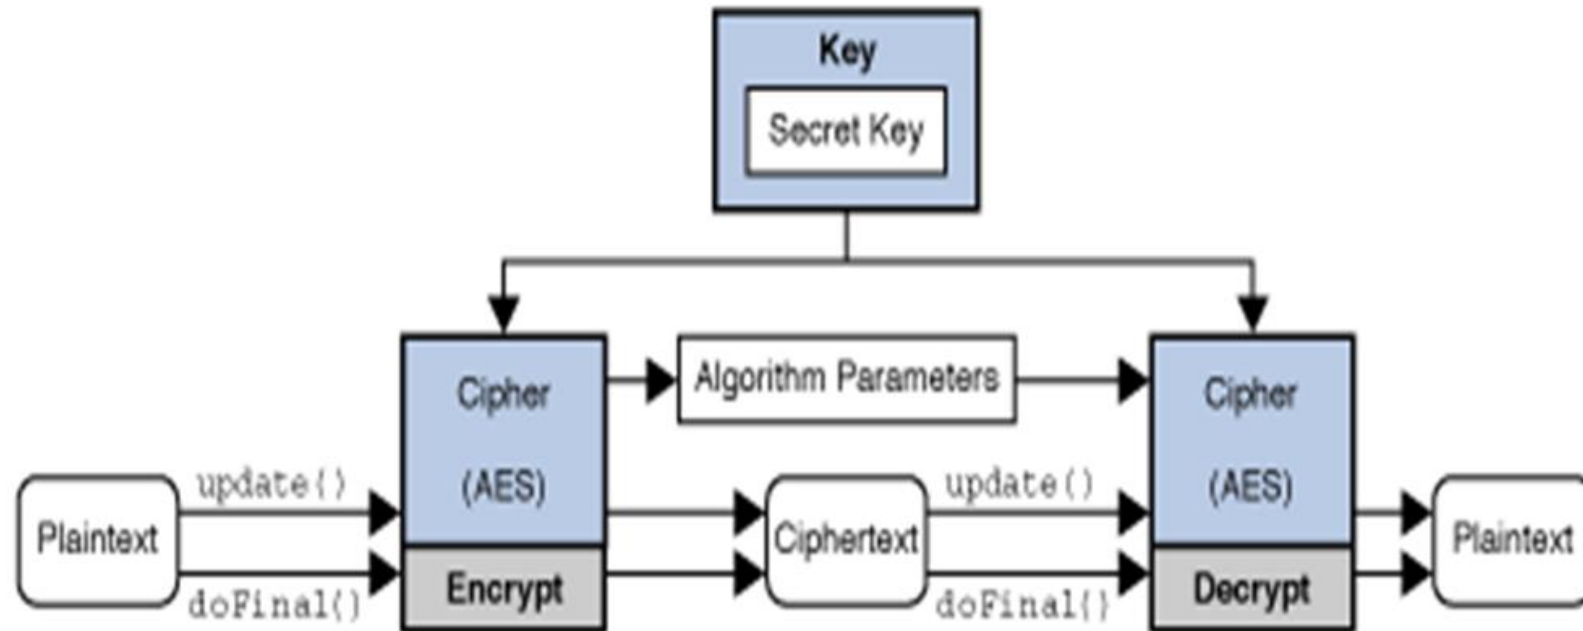 Key
Secret Key
Cipher
(AES)
Encrypt
Algorithm Parameters
Cipher
(AES)
Decrypt
Plaintext
update()
doFinal()
Ciphertext
update()
doFinal()
Plaintext